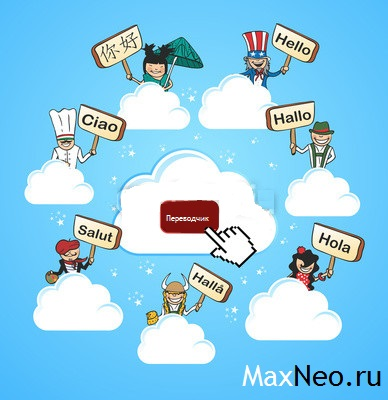 你好
Hello
Ciao
Hallo
Переводчик
Salut
Hallå
Hola
MaxNeo.ru